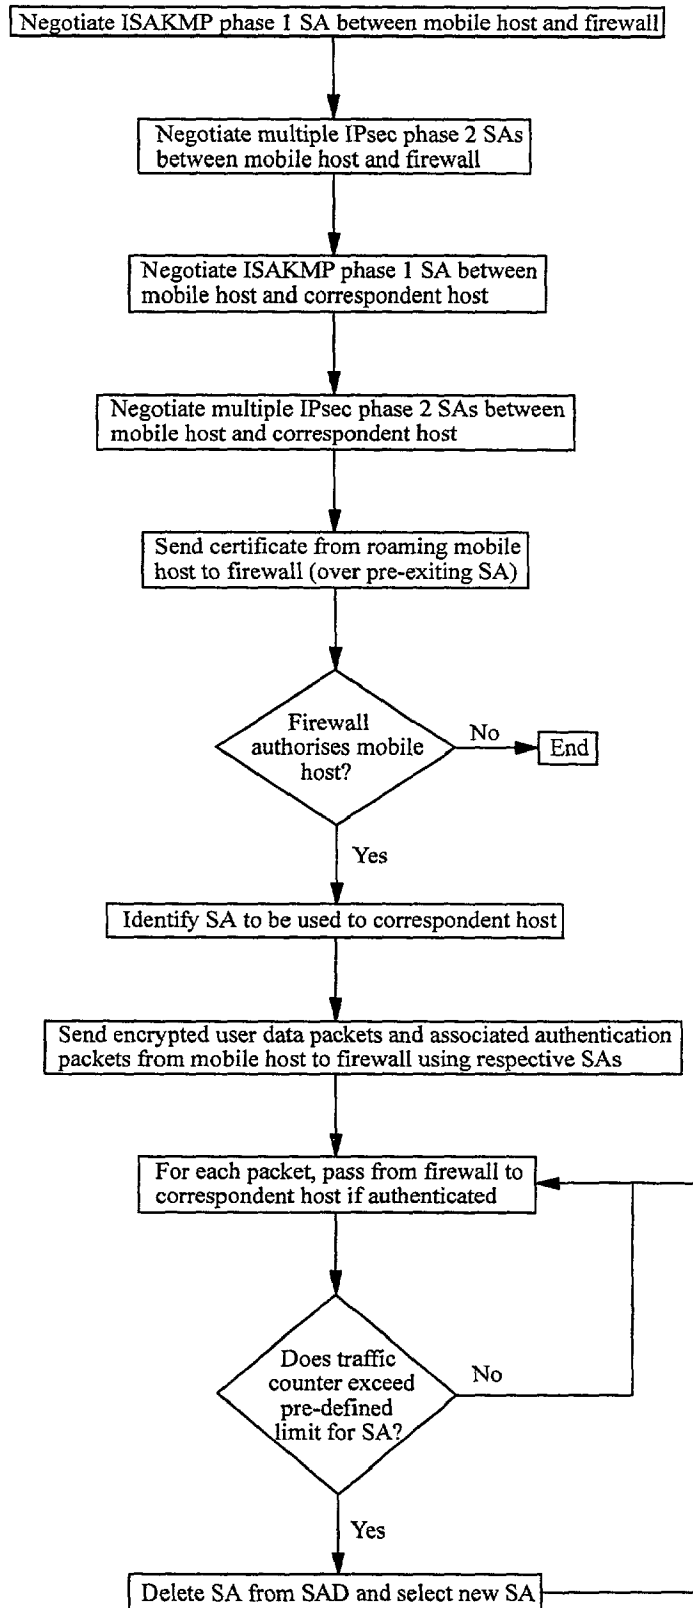 Negotiate ISAKMP phase 1 SA between mobile host and firewall
Negotiate multiple IPsec phase 2 SAs
between mobile host and firewall
Negotiate ISAKMP phase 1 SA between
mobile host and correspondent host
Negotiate multiple IPsec phase 2 SAs between
mobile host and correspondent host
Send certificate from roaming mobile
host to firewall (over pre-exiting SA)
Firewall
authorises mobile
host?
No
End
Yes
Identify SA to be used to correspondent host
Send encrypted user data packets and associated authentication
packets from mobile host to firewall using respective SAs
For each packet, pass from firewall to
correspondent host if authenticated
Does traffic
counter exceed
pre-defined
limit for SA?
No
Yes
Delete SA from SAD and select new SA